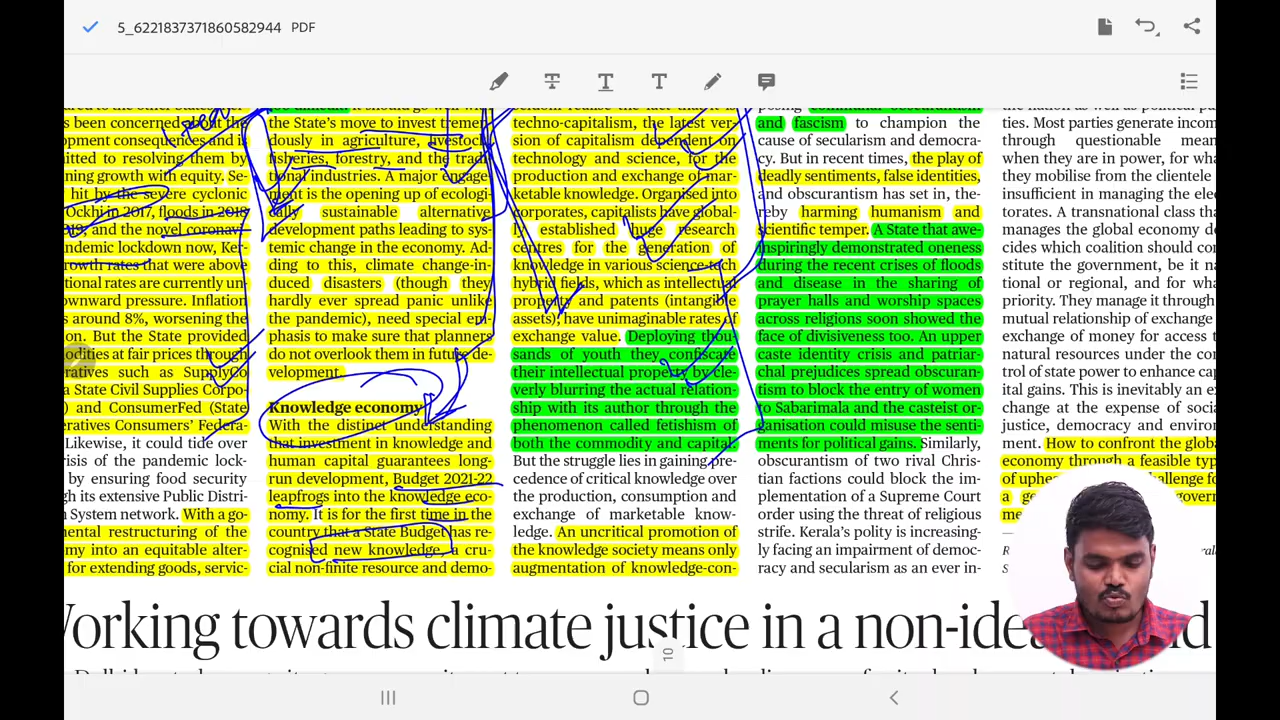 5_6221837371860582944 PDF
s been concerned about the
opment consequences and is
mitted to resolving them by
ning growth with equity. Se-
hit by the severe cyclone
Ockhi in 2017, floods in 2018
and the novel coronavi-
ndemic lockdown now, Ker-
rowth rates that were above
tional rates are currently un-
ownward pressure. Inflation
s around 8%, worsening the
on. But the State provided
odities at fair prices through
ratives such as SupplyCo
a State Civil Supplies Corpo-
) and ConsumerFed (State
eratives Consumers' Federa-
Likewise, it could tide over
risis of the pandemic lock-
by ensuring food security
gh its extensive Public Distri-
System network. With a go-
mental restructuring of the
my into an equitable alter-
for extending goods, servic-
the State's move to invest tremen-
dously in agriculture, livestock
fisheries, forestry, and the tradi-
tional industries. A major engage-
ment is the opening up of ecologi-
cally sustainable alternative
development paths leading to sys-
temic change in the economy. Ad-
ding to this, climate change-in-
duced disasters (though they
hardly ever spread panic unlike
the pandemic), need special em-
phasis to make sure that planners
do not overlook them in future de-
velopment.
Knowledge economy
With the distinct understanding
that investment in knowledge and
human capital guarantees long-
run development, Budget 2021-22
leapfrogs into the knowledge eco-
nomy. It is for the first time in the
country that a State Budget has re-
cognised new knowledge, a cru-
cial non-finite resource and demo-
techno-capitalism, the latest ver-
sion of capitalism dependent on
technology and science, for the
production and exchange of mar-
ketable knowledge. Organised into
corporates, capitalists have global-
ly established huge research
centres for the generation of
knowledge in various science-tech
hybrid fields, which as intellectual
property and patents (intangible
assets), have unimaginable rates of
exchange value. Deploying thou-
sands of youth they confiscate
their intellectual property by cle-
verly blurring the actual relation-
ship with its author through the
phenomenon called fetishism of
both the commodity and capital.
But the struggle lies in gaining pre-
cedence of critical knowledge over
the production, consumption and
exchange of marketable know-
ledge. An uncritical promotion of
the knowledge society means only
augmentation of knowledge-con-
and fascism to champion the
cause of secularism and democra-
cy. But in recent times, the play of
deadly sentiments, false identities,
and obscurantism has set in, the-
reby harming humanism and
scientific temper. A State that awe-
inspiringly demonstrated oneness
during the recent crises of floods
and disease in the sharing of
prayer halls and worship spaces
across religions soon showed the
face of divisiveness too. An upper
caste identity crisis and patriar-
chal prejudices spread obscuran-
tism to block the entry of women
to Sabarimala and the casteist or-
ganisation could misuse the senti-
ments for political gains. Similarly,
obscurantism of two rival Chris-
tian factions could block the im-
plementation of a Supreme Court
order using the threat of religious
strife. Kerala's polity is increasing-
ly facing an impairment of democ-
racy and secularism as an ever in-
ties. Most parties generate incom
through questionable mean
when they are in power, for wha
they mobilise from the clientele
insufficient in managing the elec
torates. A transnational class tha
manages the global economy de
cides which coalition should con
stitute the government, be it na
tional or regional, and for wha
priority. They manage it through
mutual relationship of exchange
exchange of money for access t
natural resources under the con
trol of state power to enhance cap
ital gains. This is inevitably an ex
change at the expense of socia
justice, democracy and environ
ment. How to confront the globa
economy through a feasible typ
of uphe
a go
me
Working towards climate justice in a non-idea
10